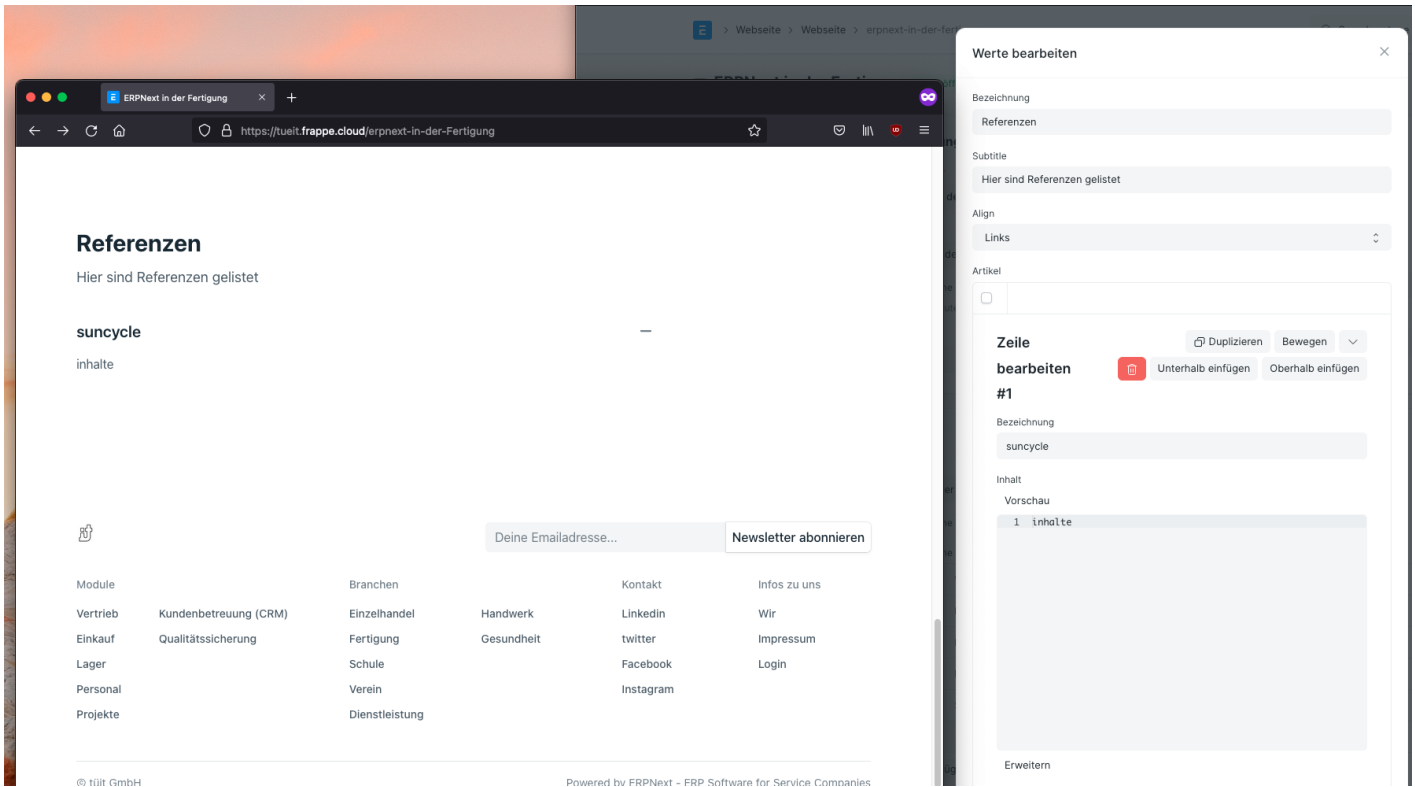 Webseite > Webseite > erpnext-in-der-fert
Werte bearbeiten
ERPNext in der Fertigung
https://tueit.frappe.cloud/erpnext-in-der-Fertigung
Referenzen
Hier sind Referenzen gelistet
suncycle
inhalte
Deine Emailadresse...
Newsletter abonnieren
Module
Branchen
Kontakt
Infos zu uns
Vertrieb
Kundenbetreuung (CRM)
Einzelhandel
Handwerk
Linkedin
Wir
Einkauf
Qualitätssicherung
Fertigung
Gesundheit
twitter
Impressum
Lager
Schule
Facebook
Login
Personal
Verein
Instagram
Projekte
Dienstleistung
© tüit GmbH
Powered by ERPNext - ERP Software for Service Companies
Bezeichnung
Referenzen
Subtitle
Hier sind Referenzen gelistet
Align
Links
Artikel
Zeile
bearbeiten
#1
Duplizieren
Bewegen
Unterhalb einfügen
Oberhalb einfügen
Bezeichnung
suncycle
Inhalt
Vorschau
1 inhalte
Erweitern